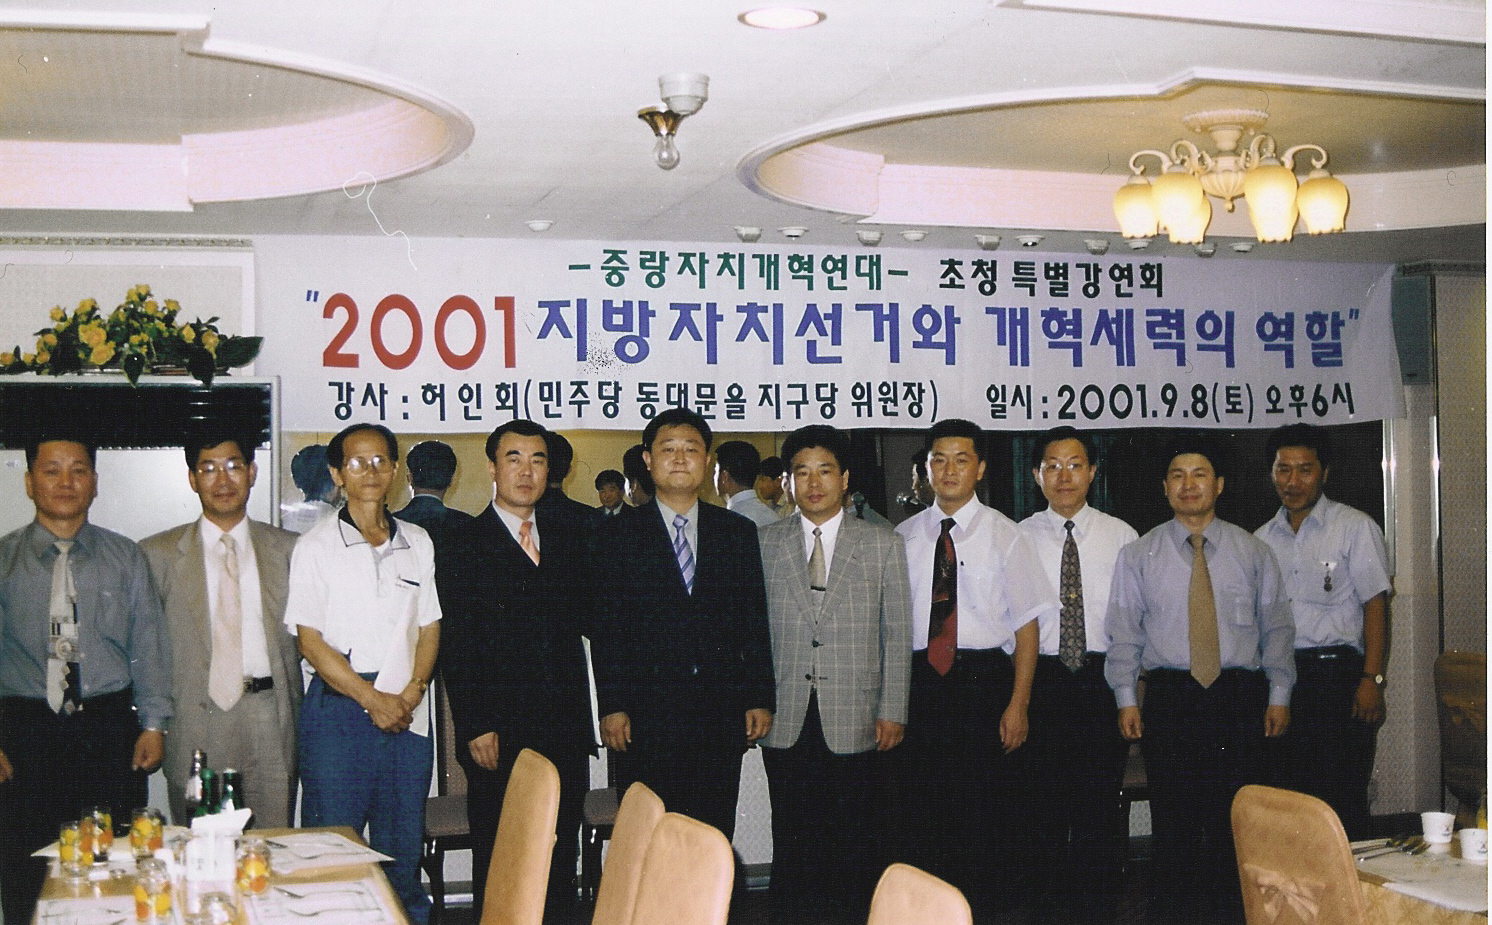 -중랑자치개혁연대- 초청 특별강연회
"2001 지방자치선거와 개혁세력의 역할"
강사 : 허인회(민주당 동대문을 지구당 위원장) 일시 : 2001.9.8(토) 오후6시